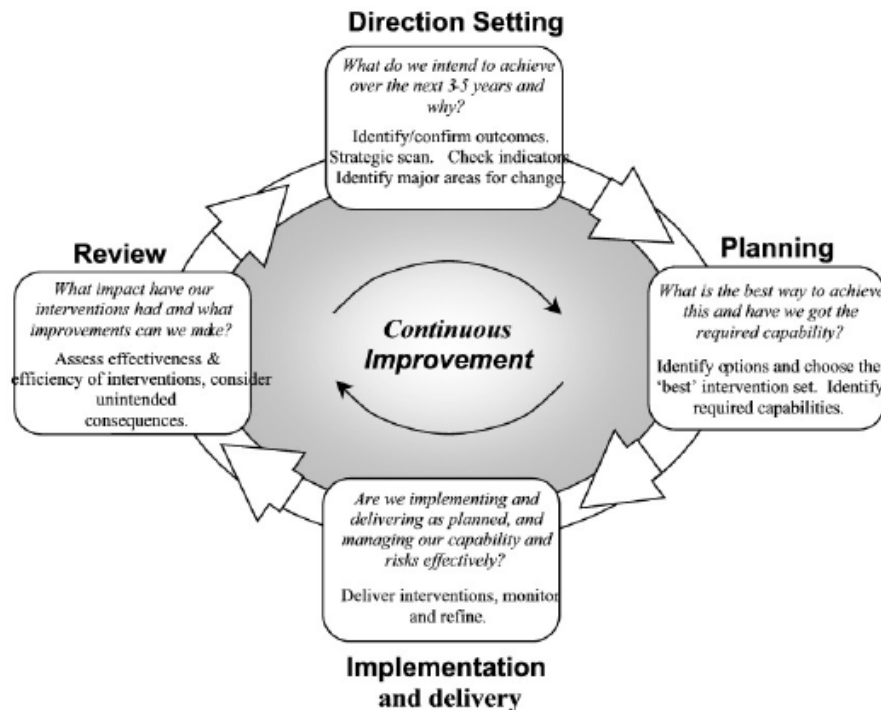 Direction Setting
What do we intend to achieve
over the next 3-5 years and
why?
Identify/confirm outcomes.
Strategic scan. Check indicators.
Identify major areas for change.
Review
What impact have our
interventions had and what
improvements can we make?
Assess effectiveness &
efficiency of interventions, consider
unintended
consequences.
Continuous
Improvement
Planning
What is the best way to achieve
this and have we got the
required capability?
Identify options and choose the
‘best’ intervention set. Identify
required capabilities.
Are we implementing and
delivering as planned, and
managing our capability and
risks effectively?
Deliver interventions, monitor
and refine.
Implementation
and delivery